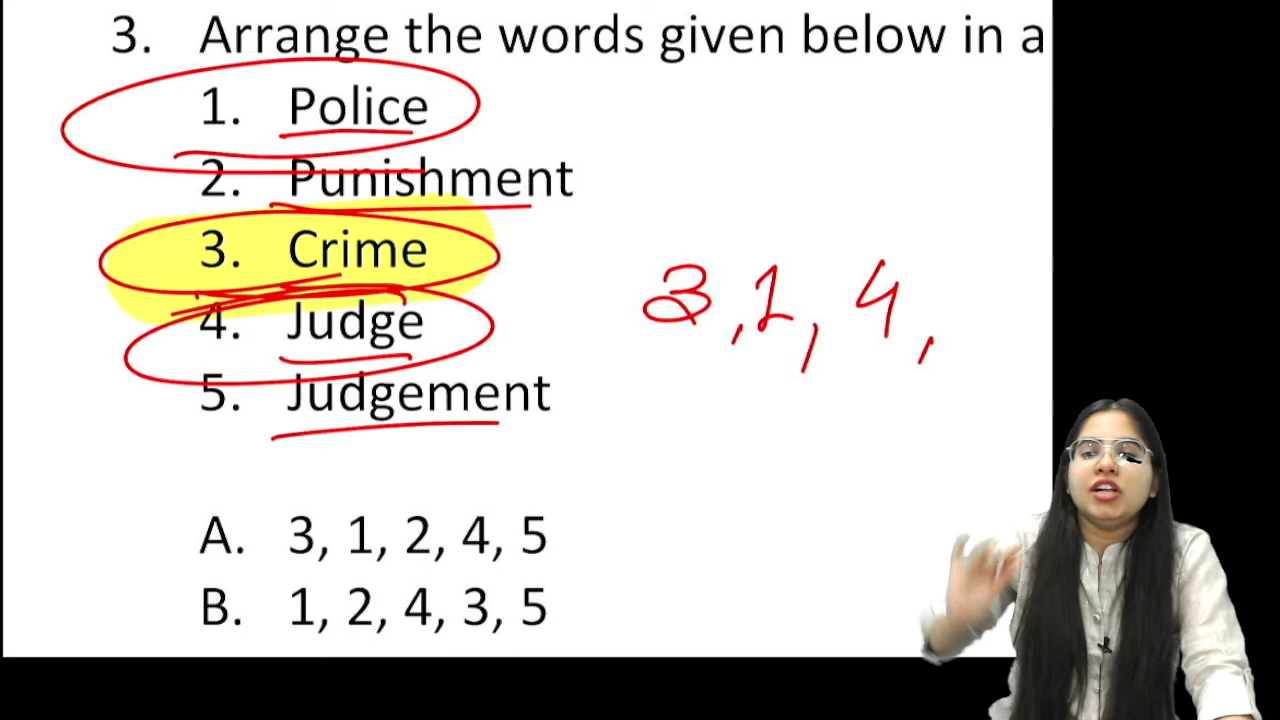 3. Arrange the words given below in a
1. Police
2. Punishment
3. Crime
4. Judge
5. Judgement
3, 1, 4,
A. 3, 1, 2, 4, 5
B. 1, 2, 4, 3, 5